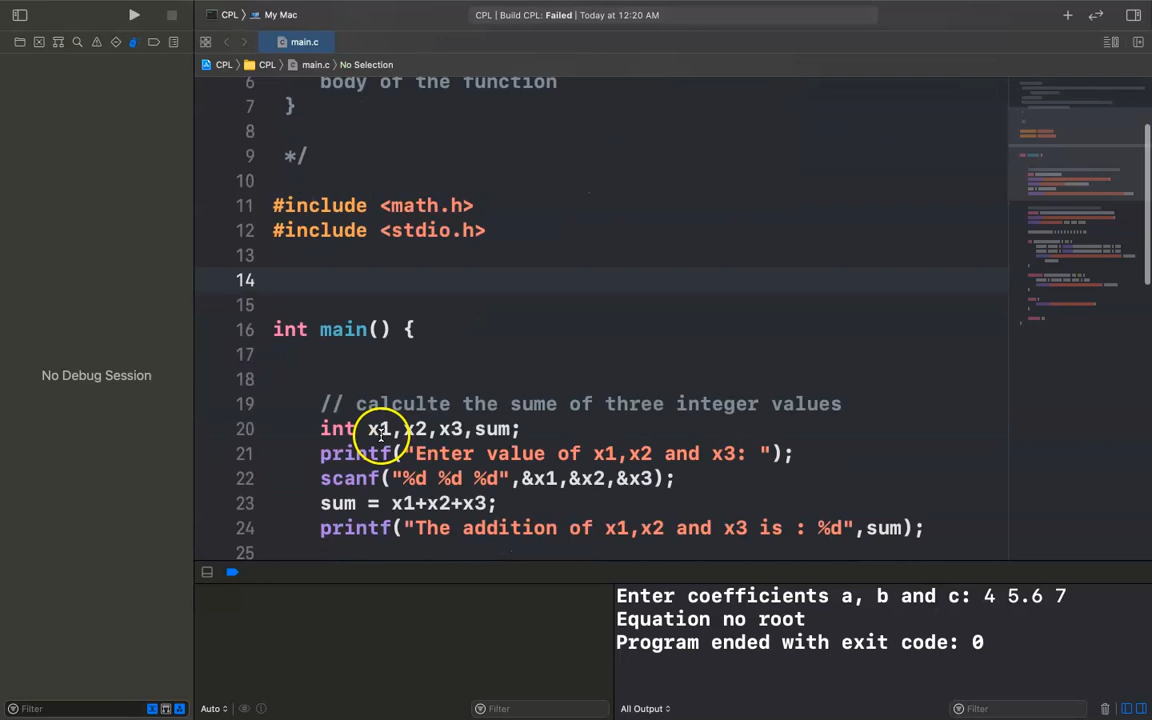 CPL 〉 My Mac
CPL | Build CPL: Failed | Today at 12:20 AM
main.c
CPL 〉 CPL 〉 main.c 〉 No Selection
6 body of the function
7 }
8
9 */
10
11 #include <math.h>
12 #include <stdio.h>
13
14
15
16 int main() {
17
18
19 // calculte the sume of three integer values
20 int x1,x2,x3,sum;
21 printf("Enter value of x1,x2 and x3: ");
22 scanf("%d %d %d",&x1,&x2,&x3);
23 sum = x1+x2+x3;
24 printf("The addition of x1,x2 and x3 is : %d",sum);
25
No Debug Session
Enter coefficients a, b and c: 4 5.6 7
Equation no root
Program ended with exit code: 0
Filter
Auto
Filter
All Output
Filter